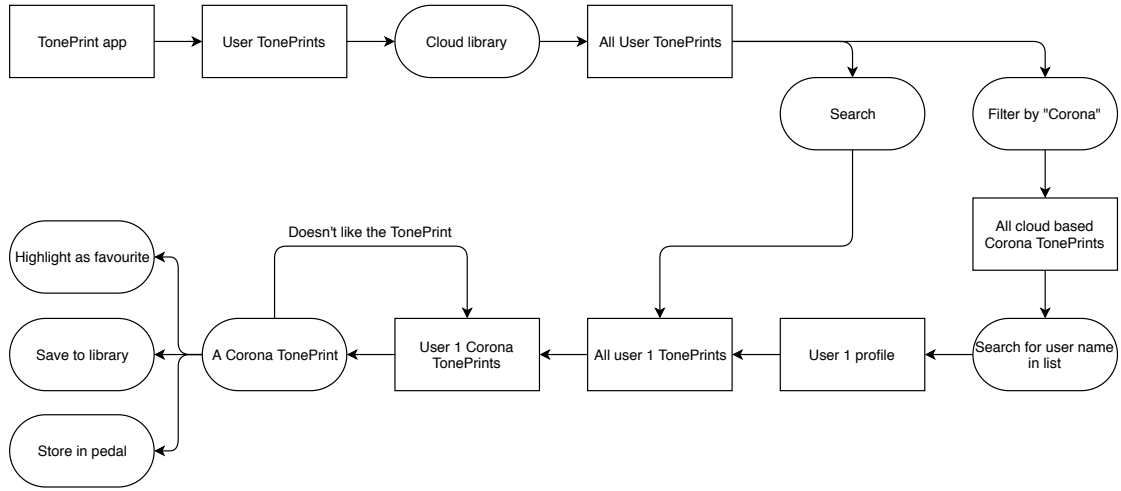 TonePrint app
User TonePrints
Cloud library
All User TonePrints
Search
Filter by "Corona"
All cloud based
Corona TonePrints
Doesn't like the TonePrint
Highlight as favourite
Save to library
A Corona TonePrint
User 1 Corona
TonePrints
All user 1 TonePrints
User 1 profile
Search for user name
in list
Store in pedal